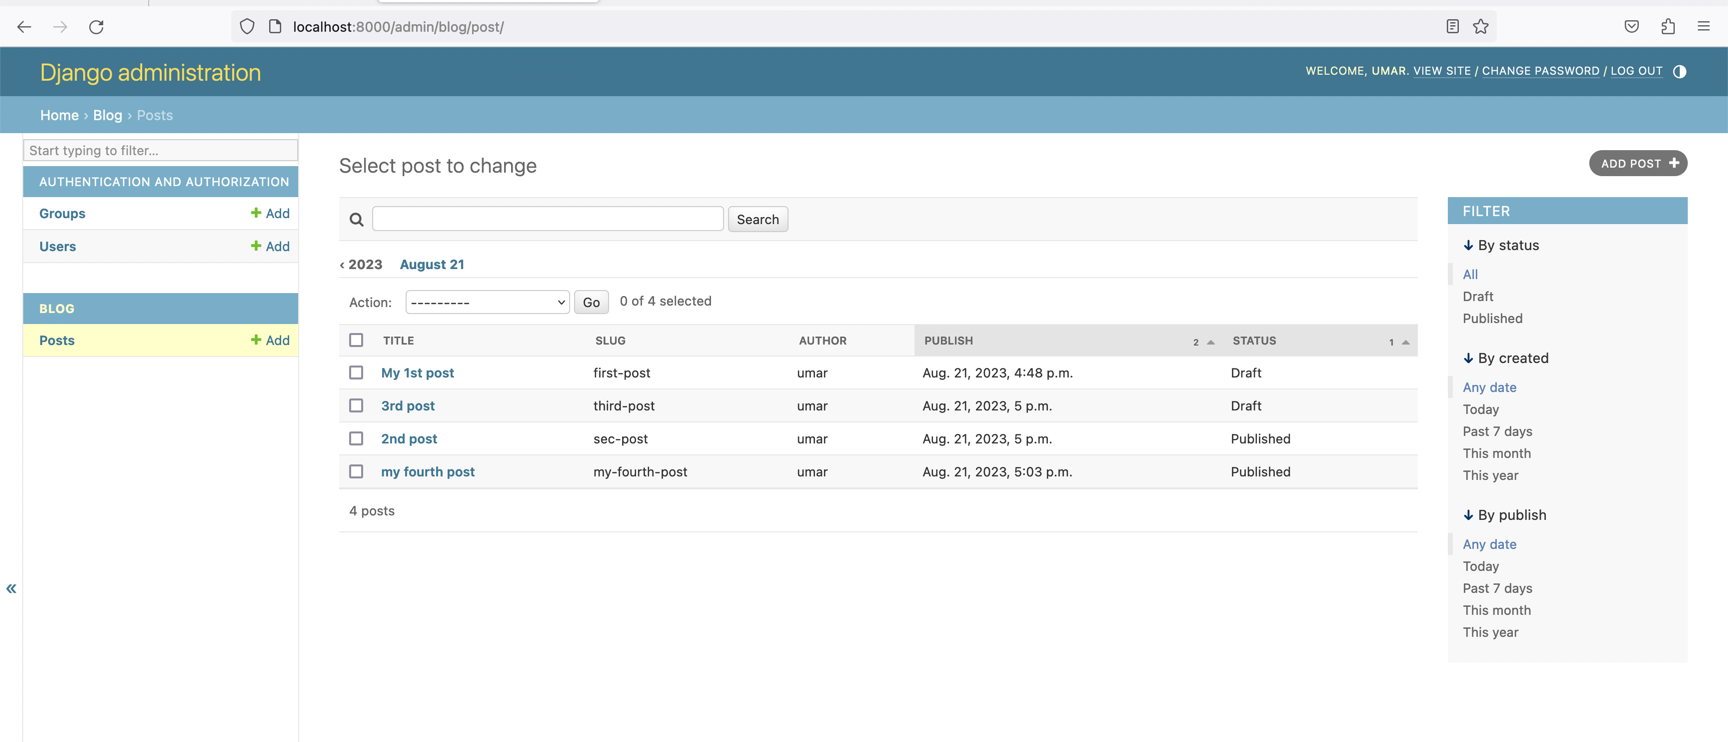 localhost:8000/admin/blog/post/
Django administration
WELCOME, UMAR. VIEW SITE / CHANGE PASSWORD / LOG OUT
Home › Blog › Posts
Start typing to filter...
AUTHENTICATION AND AUTHORIZATION
Groups + Add
Users + Add
BLOG
Posts + Add
«
Select post to change
ADD POST +
Search
‹ 2023 August 21
Action: --------- Go 0 of 4 selected
TITLE SLUG AUTHOR PUBLISH 2 STATUS 1
My 1st post first-post umar Aug. 21, 2023, 4:48 p.m. Draft
3rd post third-post umar Aug. 21, 2023, 5 p.m. Draft
2nd post sec-post umar Aug. 21, 2023, 5 p.m. Published
my fourth post my-fourth-post umar Aug. 21, 2023, 5:03 p.m. Published
4 posts
FILTER
↓ By status
All
Draft
Published
↓ By created
Any date
Today
Past 7 days
This month
This year
↓ By publish
Any date
Today
Past 7 days
This month
This year